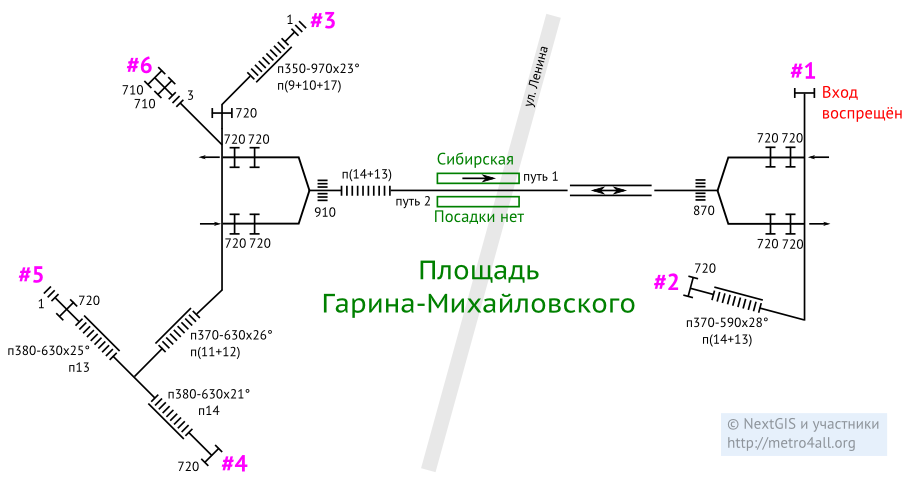 1
#3
#6
710
710
3
п350-970x23°
п(9+10+17)
720
ул. Ленина
#1
Вход
воспрещён
720 720
720 720
п(14+13)
Сибирская
путь 1
910
путь 2
Посадки нет
870
720 720
720 720
#5
1
720
Площадь
Гарина-Михайловского
#2
720
п370-590x28°
п(14+13)
п370-630x26°
п(11+12)
п380-630x25°
п13
п380-630x21°
п14
720
#4
© NextGIS и участники
http://metro4all.org